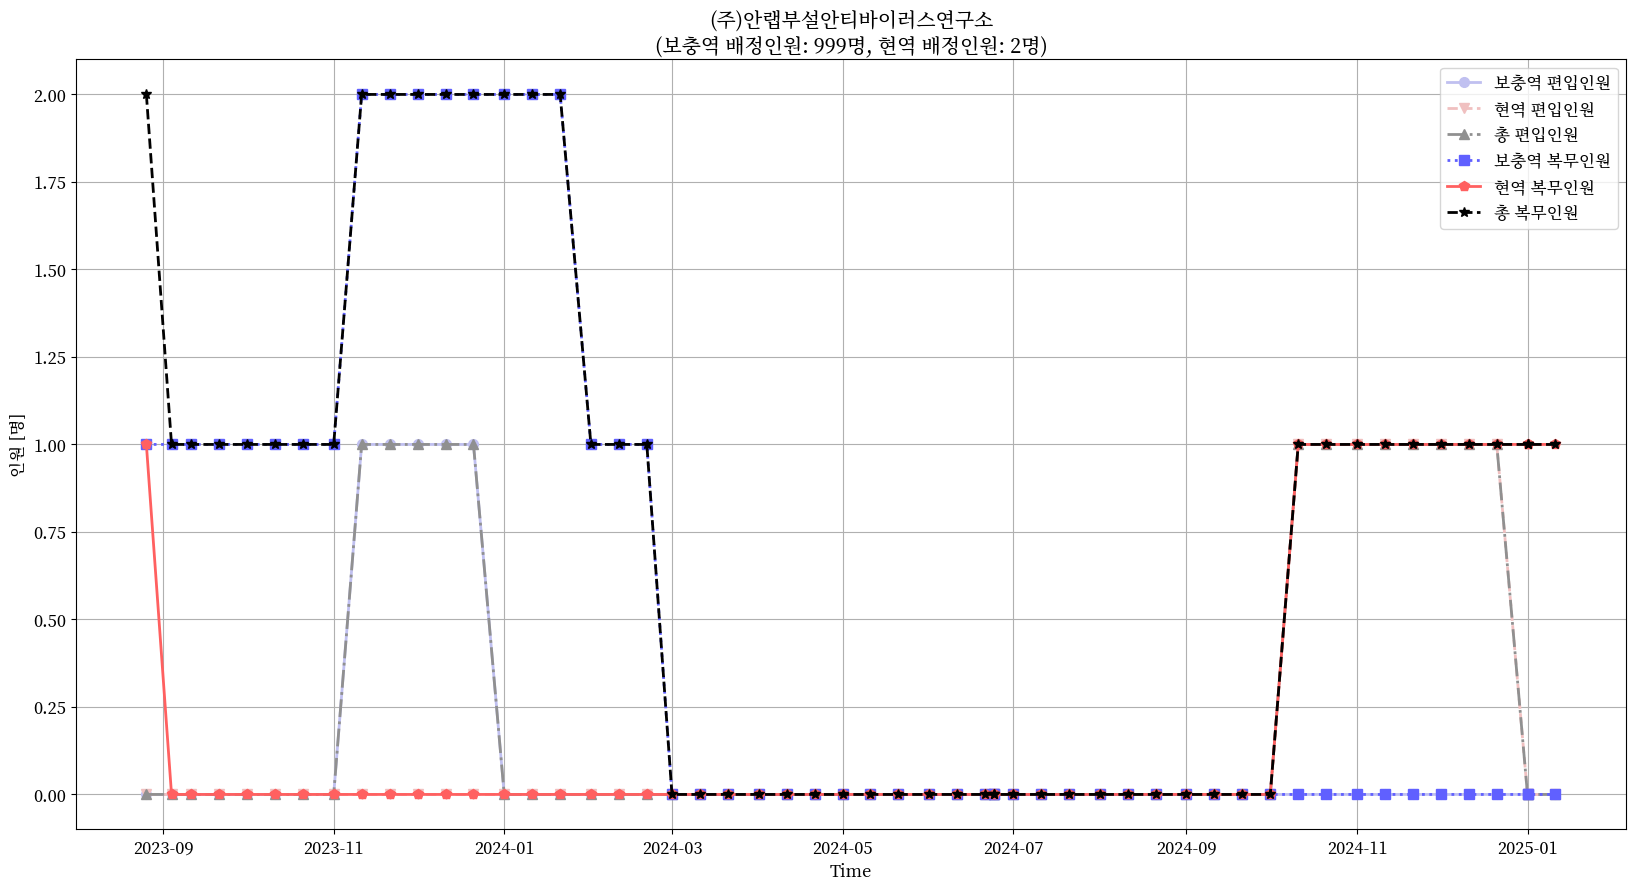 (주)안랩부설안티바이러스연구소
(보충역 배정인원: 999명, 현역 배정인원: 2명)
보충역 편입인원
현역 편입인원
총 편입인원
보충역 복무인원
현역 복무인원
총 복무인원
2.00
1.75
1.50
1.25
1.00
0.75
0.50
0.25
0.00
인원 [명]
2023-09 2023-11 2024-01 2024-03 2024-05 2024-07 2024-09 2024-11 2025-01
Time